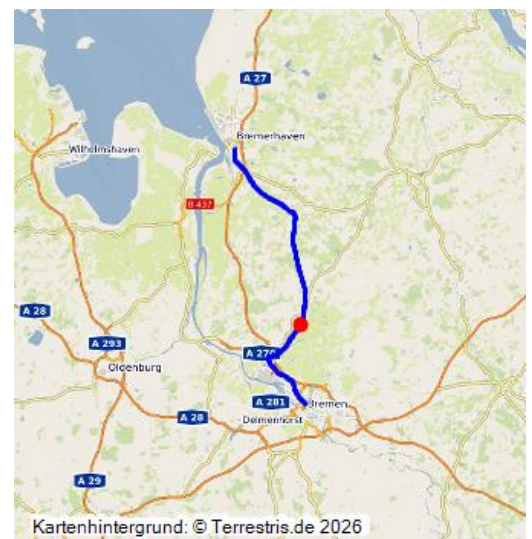 A 27
Bremerhaven
Wilhelmshaven
B 437
A 28
A 293
A 270
Oldenburg
A 281
Bremen
Delmenhorst
A 28
A 29
Kartenhintergrund: © Terrestris.de 2026